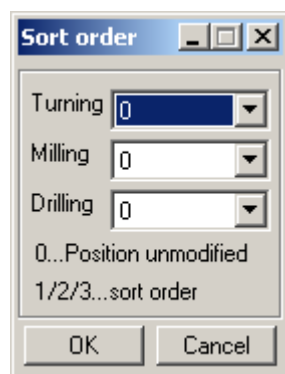 Sort order
Turning 0
Milling 0
Drilling 0
0...Position unmodified
1/2/3...sort order
OK Cancel